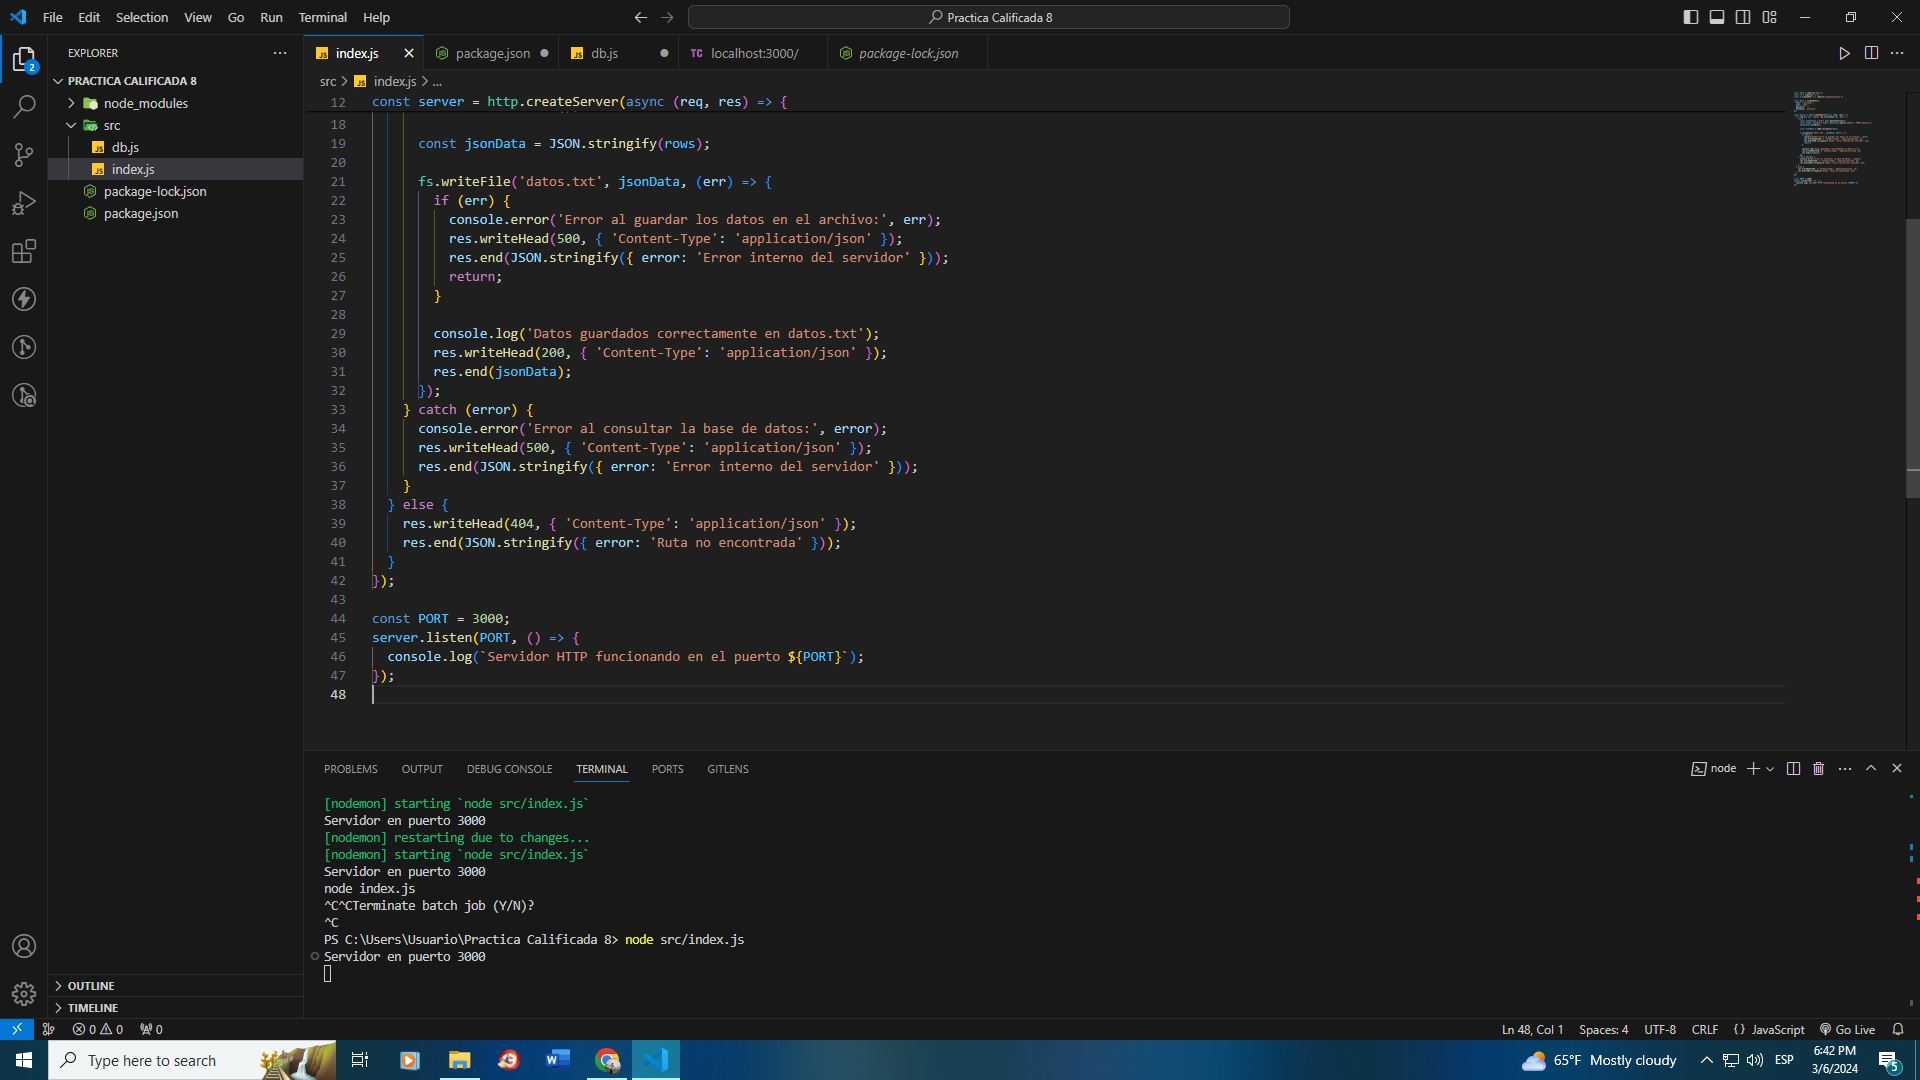 File Edit Selection View Go Run Terminal Help
Practica Calificada 8
EXPLORER
PRACTICA CALIFICADA 8
node_modules
src
db.js
index.js
package-lock.json
package.json
OUTLINE
TIMELINE
2
index.js package.json db.js localhost:3000/ package-lock.json
src > index.js > ...
12 const server = http.createServer(async (req, res) => {
18
19 const jsonData = JSON.stringify(rows);
20
21 fs.writeFile('datos.txt', jsonData, (err) => {
22 if (err) {
23 console.error('Error al guardar los datos en el archivo:', err);
24 res.writeHead(500, { 'Content-Type': 'application/json' });
25 res.end(JSON.stringify({ error: 'Error interno del servidor' }));
26 return;
27 }
28
29 console.log('Datos guardados correctamente en datos.txt');
30 res.writeHead(200, { 'Content-Type': 'application/json' });
31 res.end(jsonData);
32 });
33 } catch (error) {
34 console.error('Error al consultar la base de datos:', error);
35 res.writeHead(500, { 'Content-Type': 'application/json' });
36 res.end(JSON.stringify({ error: 'Error interno del servidor' }));
37 }
38 } else {
39 res.writeHead(404, { 'Content-Type': 'application/json' });
40 res.end(JSON.stringify({ error: 'Ruta no encontrada' }));
41 }
42 });
43
44 const PORT = 3000;
45 server.listen(PORT, () => {
46 console.log(`Servidor HTTP funcionando en el puerto ${PORT}`);
47 });
48
PROBLEMS OUTPUT DEBUG CONSOLE TERMINAL PORTS GITLENS
node
[nodemon] starting `node src/index.js`
Servidor en puerto 3000
[nodemon] restarting due to changes...
[nodemon] starting `node src/index.js`
Servidor en puerto 3000
node index.js
^C^CTerminate batch job (Y/N)?
^C
PS C:\Users\Usuario\Practica Calificada 8> node src/index.js
Servidor en puerto 3000
0 0 0
Ln 48, Col 1 Spaces: 4 UTF-8 CRLF {} JavaScript Go Live
Type here to search
65°F Mostly cloudy
ESP
6:42 PM
3/6/2024
5